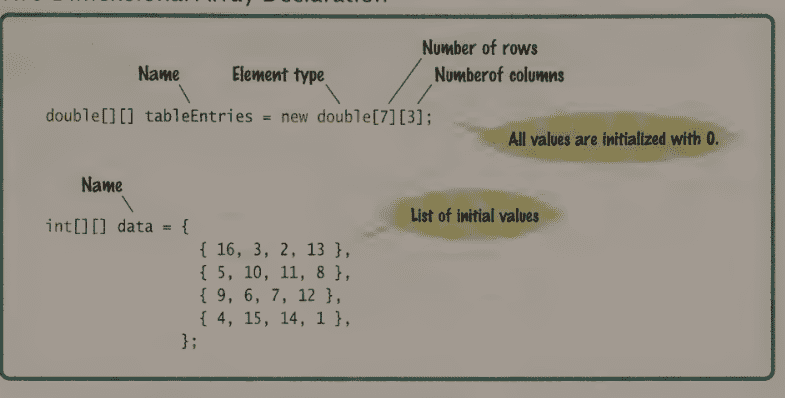 Number of rows
Name Element type Numberof columns
double[][] tableEntries = new double[7][3];
All values are initialized with 0.
Name
List of initial values
int[][] data = {
{ 16, 3, 2, 13 },
{ 5, 10, 11, 8 },
{ 9, 6, 7, 12 },
{ 4, 15, 14, 1 },
};